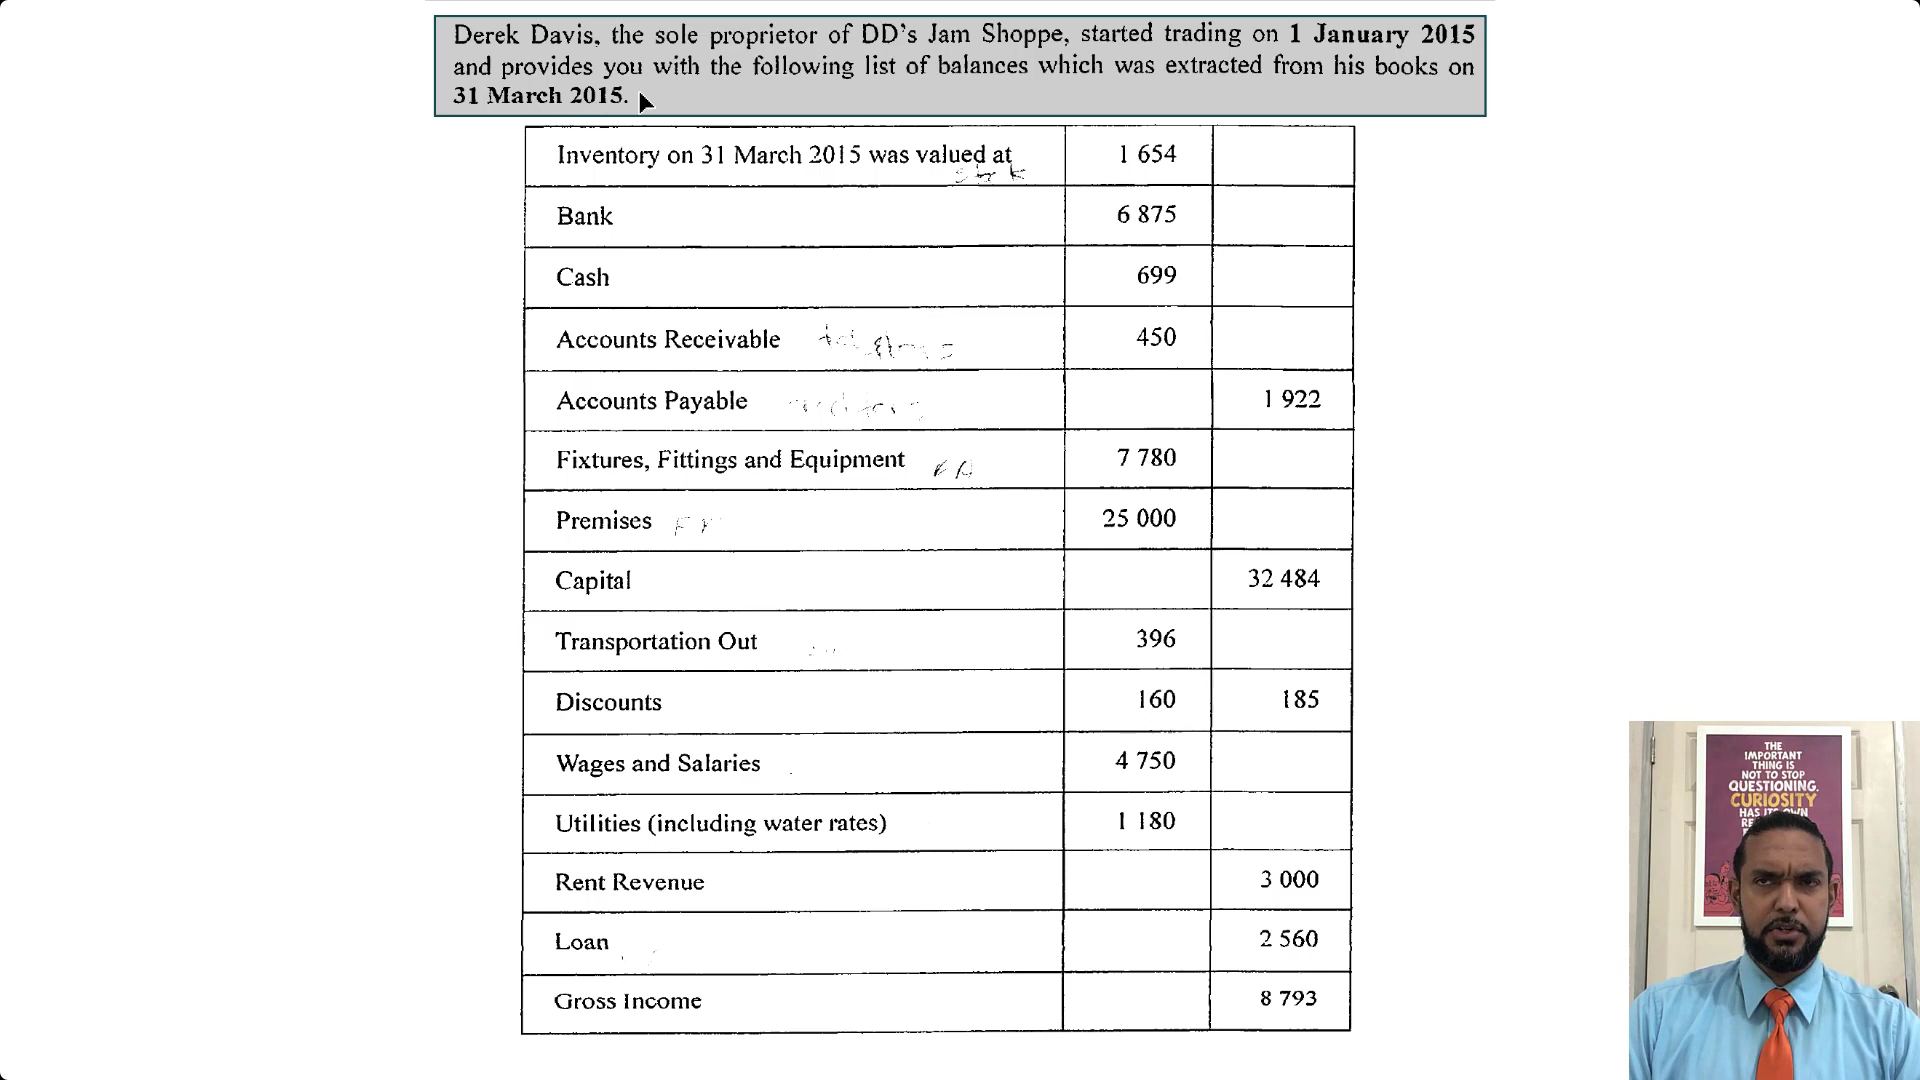 Derek Davis, the sole proprietor of DD's Jam Shoppe, started trading on 1 January 2015
and provides you with the following list of balances which was extracted from his books on
31 March 2015.
Inventory on 31 March 2015 was valued at 1 654
Bank 6 875
Cash 699
Accounts Receivable 450
Accounts Payable 1 922
Fixtures, Fittings and Equipment 7 780
Premises 25 000
Capital 32 484
Transportation Out 396
Discounts 160 185
Wages and Salaries 4 750
Utilities (including water rates) 1 180
Rent Revenue 3 000
Loan 2 560
Gross Income 8 793
THE
IMPORTANT
THING IS
NOT TO STOP
QUESTIONING.
CURIOSITY
HAS ITS OWN